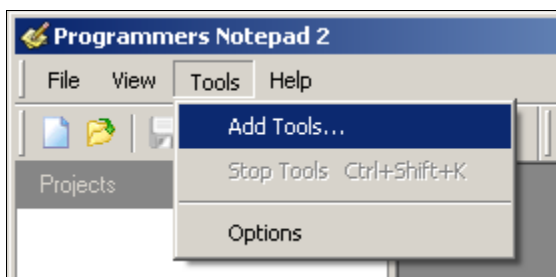 Programmers Notepad 2
File View Tools Help
Add Tools...
Projects
Stop Tools Ctrl+Shift+K
Options